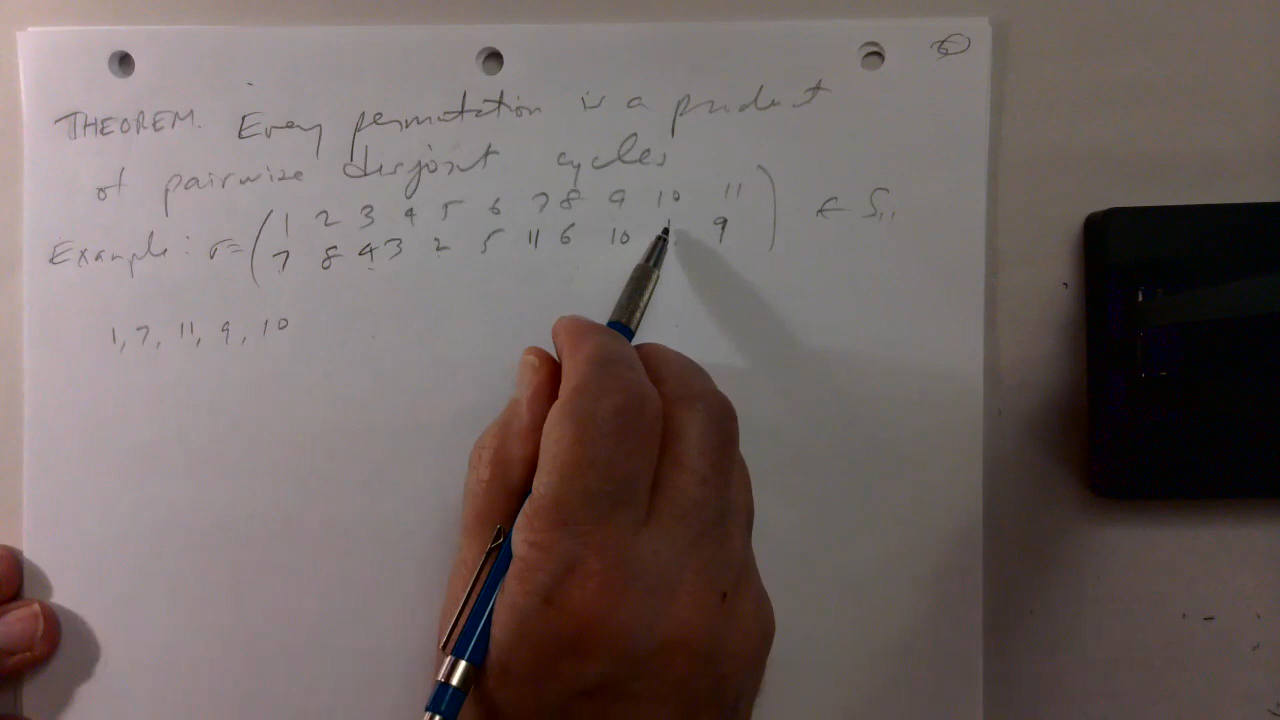 6
THEOREM. Every permutation is a product
of pairwise disjoint cycles
Example: σ = ( 1 2 3 4 5 6 7 8 9 10 11 ) ∈ S₁₁
7 8 4 3 2 5 11 6 10 1 9
1, 7, 11, 9, 10